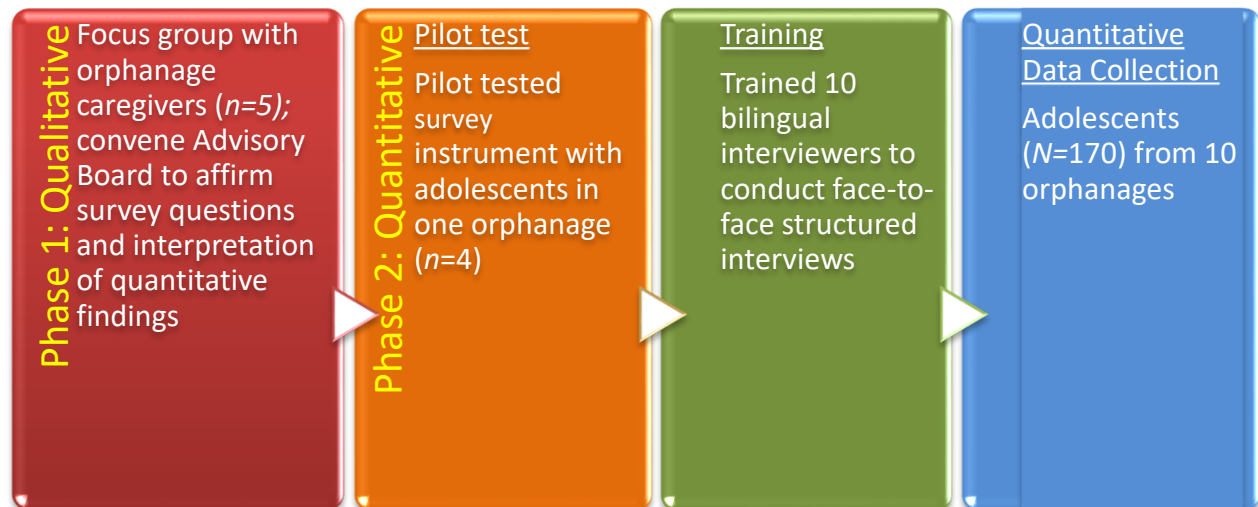 Phase 1: Qualitative
Focus group with
orphanage
caregivers (n=5);
convene Advisory
Board to affirm
survey questions
and interpretation
of quantitative
findings
Phase 2: Quantitative
Pilot test
Pilot tested
survey
instrument with
adolescents in
one orphanage
(n=4)
Training
Trained 10
bilingual
interviewers to
conduct face-to-
face structured
interviews
Quantitative
Data Collection
Adolescents
(N=170) from 10
orphanages